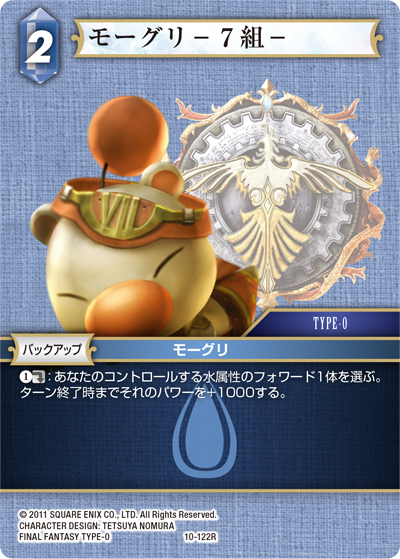 2
モーグリ－７組－
VII
TYPE-0
バックアップ
モーグリ
❶：あなたのコントロールする水属性のフォワード1体を選ぶ。
ターン終了時までそれのパワーを+1000する。
© 2011 SQUARE ENIX CO., LTD. All Rights Reserved.
CHARACTER DESIGN: TETSUYA NOMURA
FINAL FANTASY TYPE-0
10-122R